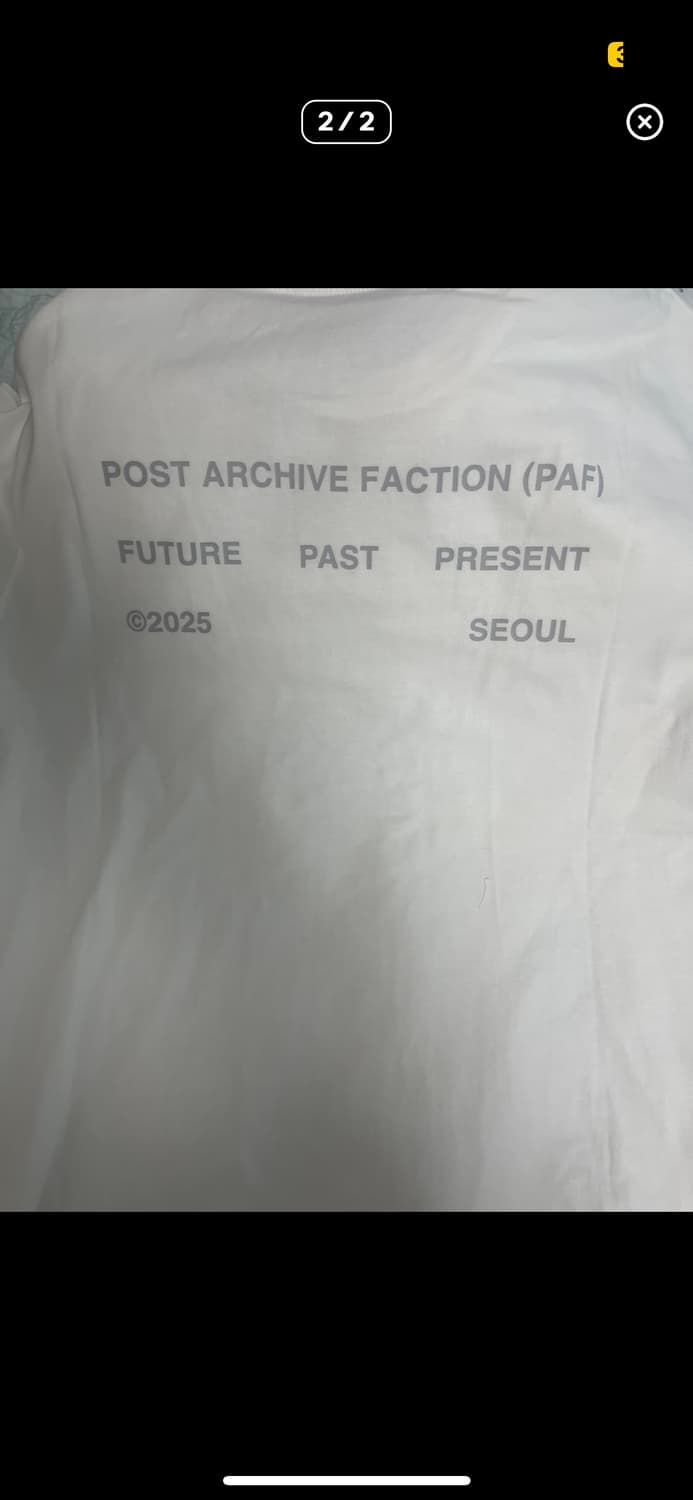 2/2
POST ARCHIVE FACTION (PAF)
FUTURE PAST PRESENT
©2025 SEOUL